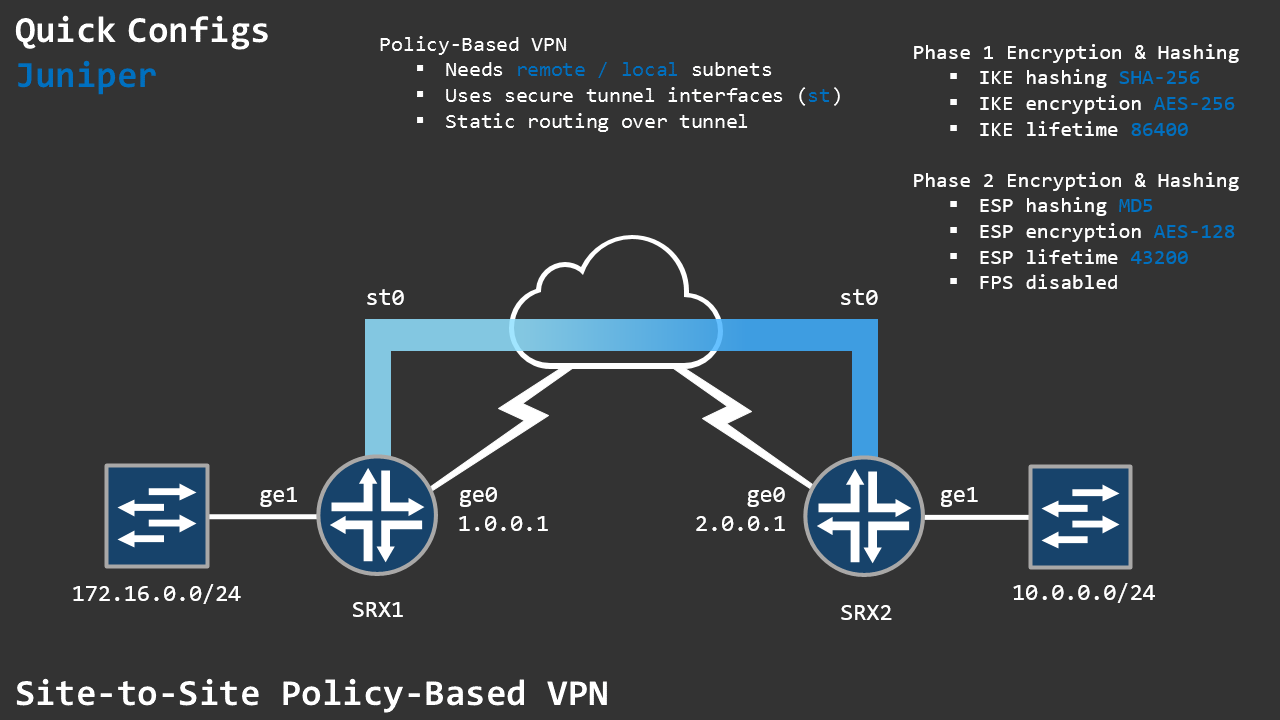 Quick Configs
Juniper
Policy-Based VPN
▪ Needs remote / local subnets
▪ Uses secure tunnel interfaces (st)
▪ Static routing over tunnel
Phase 1 Encryption & Hashing
▪ IKE hashing SHA-256
▪ IKE encryption AES-256
▪ IKE lifetime 86400
Phase 2 Encryption & Hashing
▪ ESP hashing MD5
▪ ESP encryption AES-128
▪ ESP lifetime 43200
▪ FPS disabled
st0
st0
ge1
ge0
1.0.0.1
ge0
2.0.0.1
ge1
172.16.0.0/24
SRX1
SRX2
10.0.0.0/24
Site-to-Site Policy-Based VPN